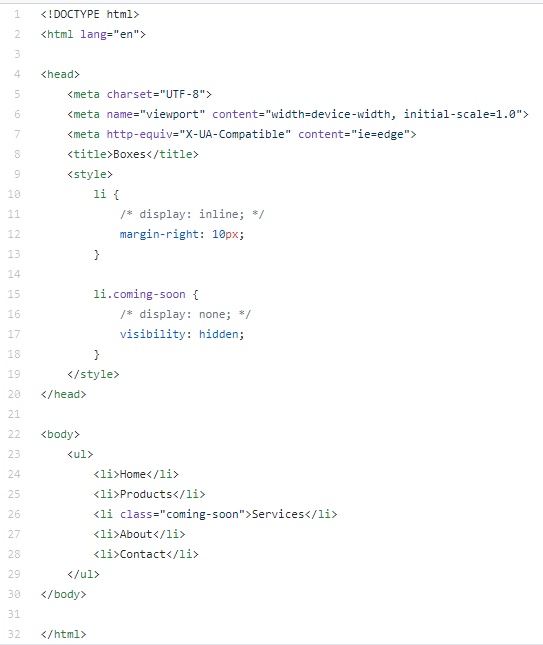 1 <!DOCTYPE html>
2 <html lang="en">
3
4 <head>
5     <meta charset="UTF-8">
6     <meta name="viewport" content="width=device-width, initial-scale=1.0">
7     <meta http-equiv="X-UA-Compatible" content="ie=edge">
8     <title>Boxes</title>
9     <style>
10         li {
11             /* display: inline; */
12             margin-right: 10px;
13         }
14
15         li.coming-soon {
16             /* display: none; */
17             visibility: hidden;
18         }
19     </style>
20 </head>
21
22 <body>
23     <ul>
24         <li>Home</li>
25         <li>Products</li>
26         <li class="coming-soon">Services</li>
27         <li>About</li>
28         <li>Contact</li>
29     </ul>
30 </body>
31
32 </html>